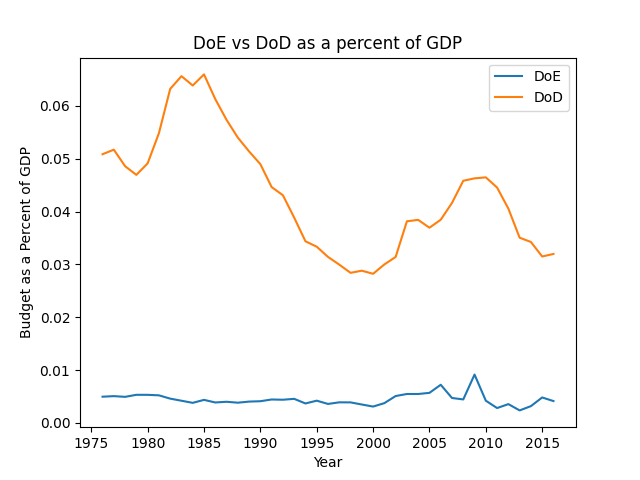 DoE vs DoD as a percent of GDP
DoE
DoD
Budget as a Percent of GDP
0.06
0.05
0.04
0.03
0.02
0.01
0.00
1975 1980 1985 1990 1995 2000 2005 2010 2015
Year